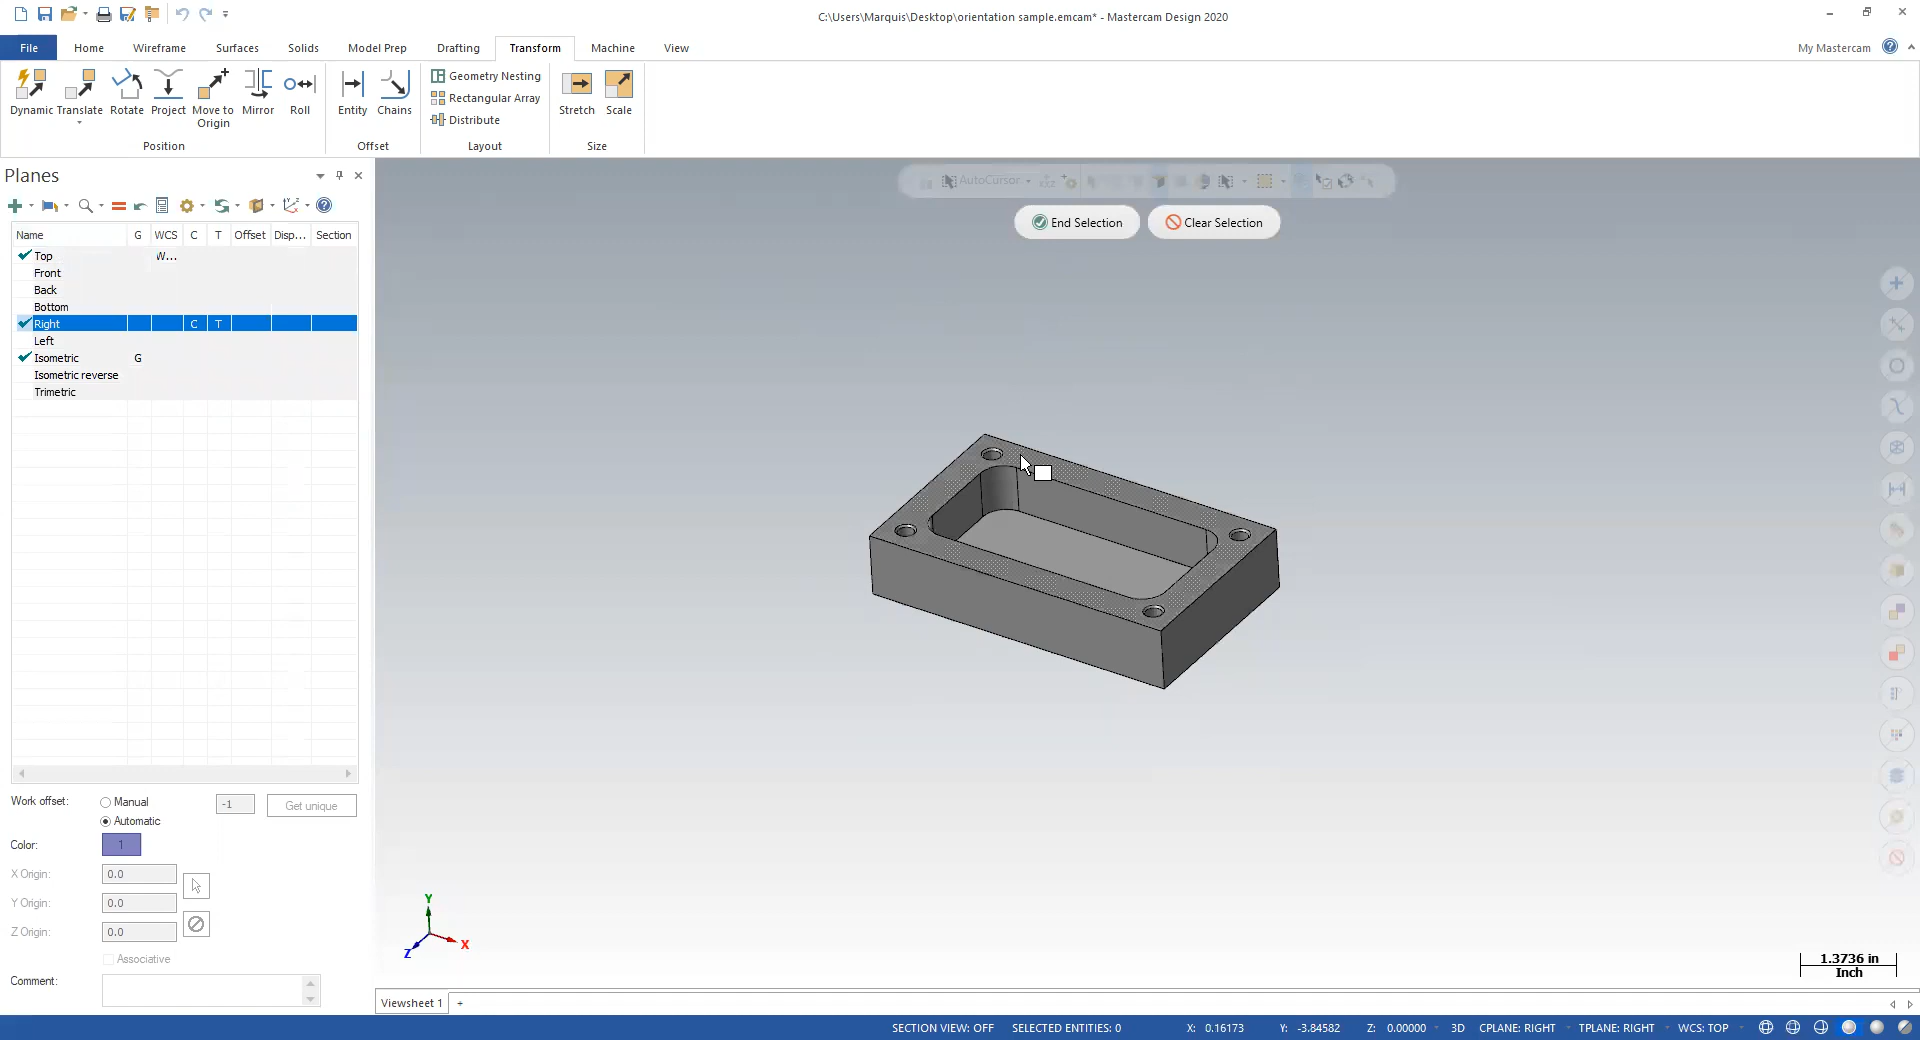 C:\Users\Marquis\Desktop\orientation sample.emcam* - Mastercam Design 2020
File Home Wireframe Surfaces Solids Model Prep Drafting Transform Machine View My Mastercam
Dynamic Translate Rotate Project Move to Origin Mirror Roll
Position
Entity Chains
Offset
Geometry Nesting
Rectangular Array
Distribute
Layout
Stretch Scale
Size
Planes
Name G WCS C T Offset Disp... Section
Top W...
Front
Back
Bottom
Right C T
Left
Isometric G
Isometric reverse
Trimetric
Work offset: Manual -1 Get unique
Automatic
Color: 1
X Origin: 0.0
Y Origin: 0.0
Z Origin: 0.0
Associative
Comment:
AutoCursor
End Selection Clear Selection
Y
X
Z
1.3736 in
Inch
Viewsheet 1 +
SECTION VIEW: OFF SELECTED ENTITIES: 0 X: 0.16173 Y: -3.84582 Z: 0.00000 3D CPLANE: RIGHT TPLANE: RIGHT WCS: TOP